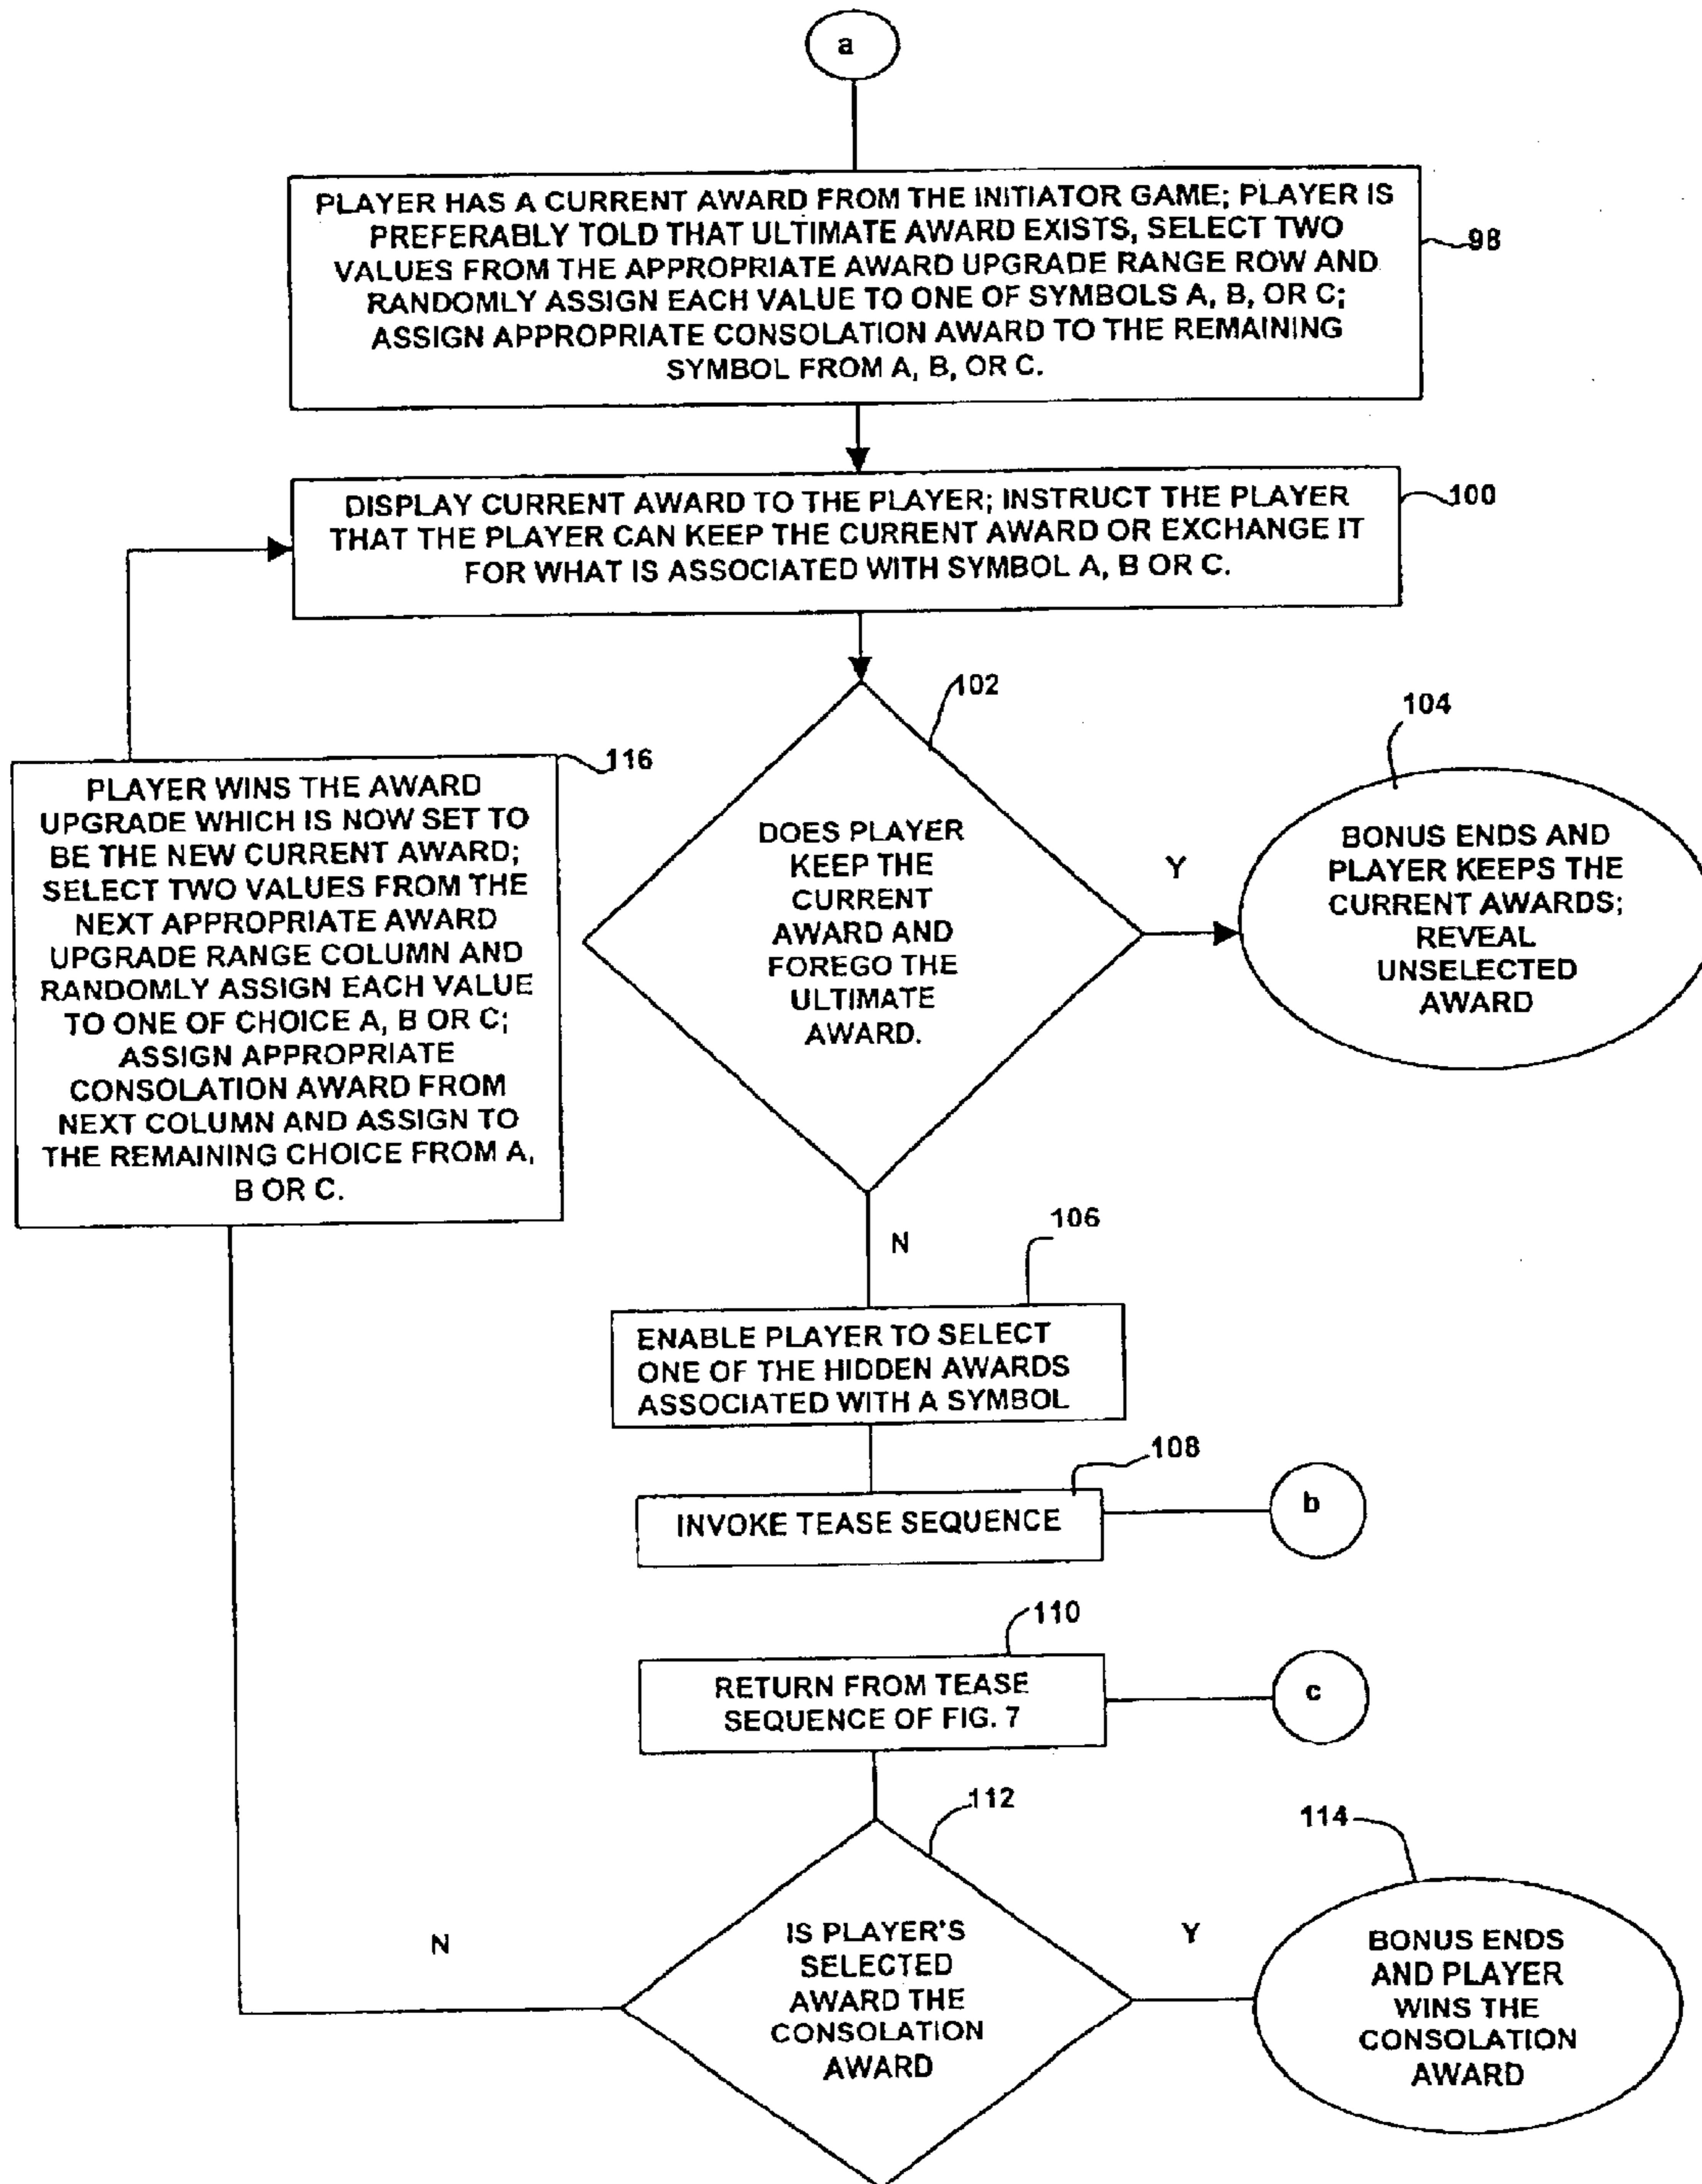 a
PLAYER HAS A CURRENT AWARD FROM THE INITIATOR GAME; PLAYER IS
PREFERABLY TOLD THAT ULTIMATE AWARD EXISTS, SELECT TWO
VALUES FROM THE APPROPRIATE AWARD UPGRADE RANGE ROW AND
RANDOMLY ASSIGN EACH VALUE TO ONE OF SYMBOLS A, B, OR C;
ASSIGN APPROPRIATE CONSOLATION AWARD TO THE REMAINING
SYMBOL FROM A, B, OR C.
98
DISPLAY CURRENT AWARD TO THE PLAYER; INSTRUCT THE PLAYER
THAT THE PLAYER CAN KEEP THE CURRENT AWARD OR EXCHANGE IT
FOR WHAT IS ASSOCIATED WITH SYMBOL A, B OR C.
100
102
DOES PLAYER
KEEP THE
CURRENT
AWARD AND
FOREGO THE
ULTIMATE
AWARD.
Y
104
BONUS ENDS AND
PLAYER KEEPS THE
CURRENT AWARDS;
REVEAL
UNSELECTED
AWARD
116
PLAYER WINS THE AWARD
UPGRADE WHICH IS NOW SET TO
BE THE NEW CURRENT AWARD;
SELECT TWO VALUES FROM THE
NEXT APPROPRIATE AWARD
UPGRADE RANGE COLUMN AND
RANDOMLY ASSIGN EACH VALUE
TO ONE OF CHOICE A, B OR C;
ASSIGN APPROPRIATE
CONSOLATION AWARD FROM
NEXT COLUMN AND ASSIGN TO
THE REMAINING CHOICE FROM A,
B OR C.
N
106
ENABLE PLAYER TO SELECT
ONE OF THE HIDDEN AWARDS
ASSOCIATED WITH A SYMBOL
108
INVOKE TEASE SEQUENCE
b
110
RETURN FROM TEASE
SEQUENCE OF FIG. 7
c
112
IS PLAYER'S
SELECTED
AWARD THE
CONSOLATION
AWARD
N
Y
114
BONUS ENDS
AND PLAYER
WINS THE
CONSOLATION
AWARD